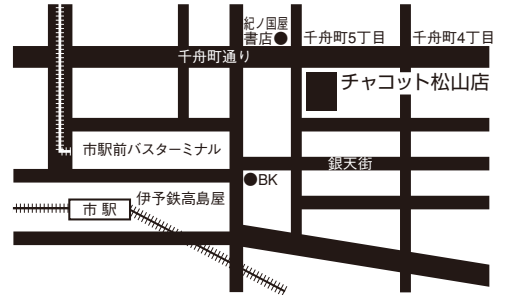 紀ノ国屋
書店●
千舟町5丁目
千舟町4丁目
千舟町通り
チャコット松山店
市駅前バスターミナル
銀天街
●BK
伊予鉄高島屋
市駅